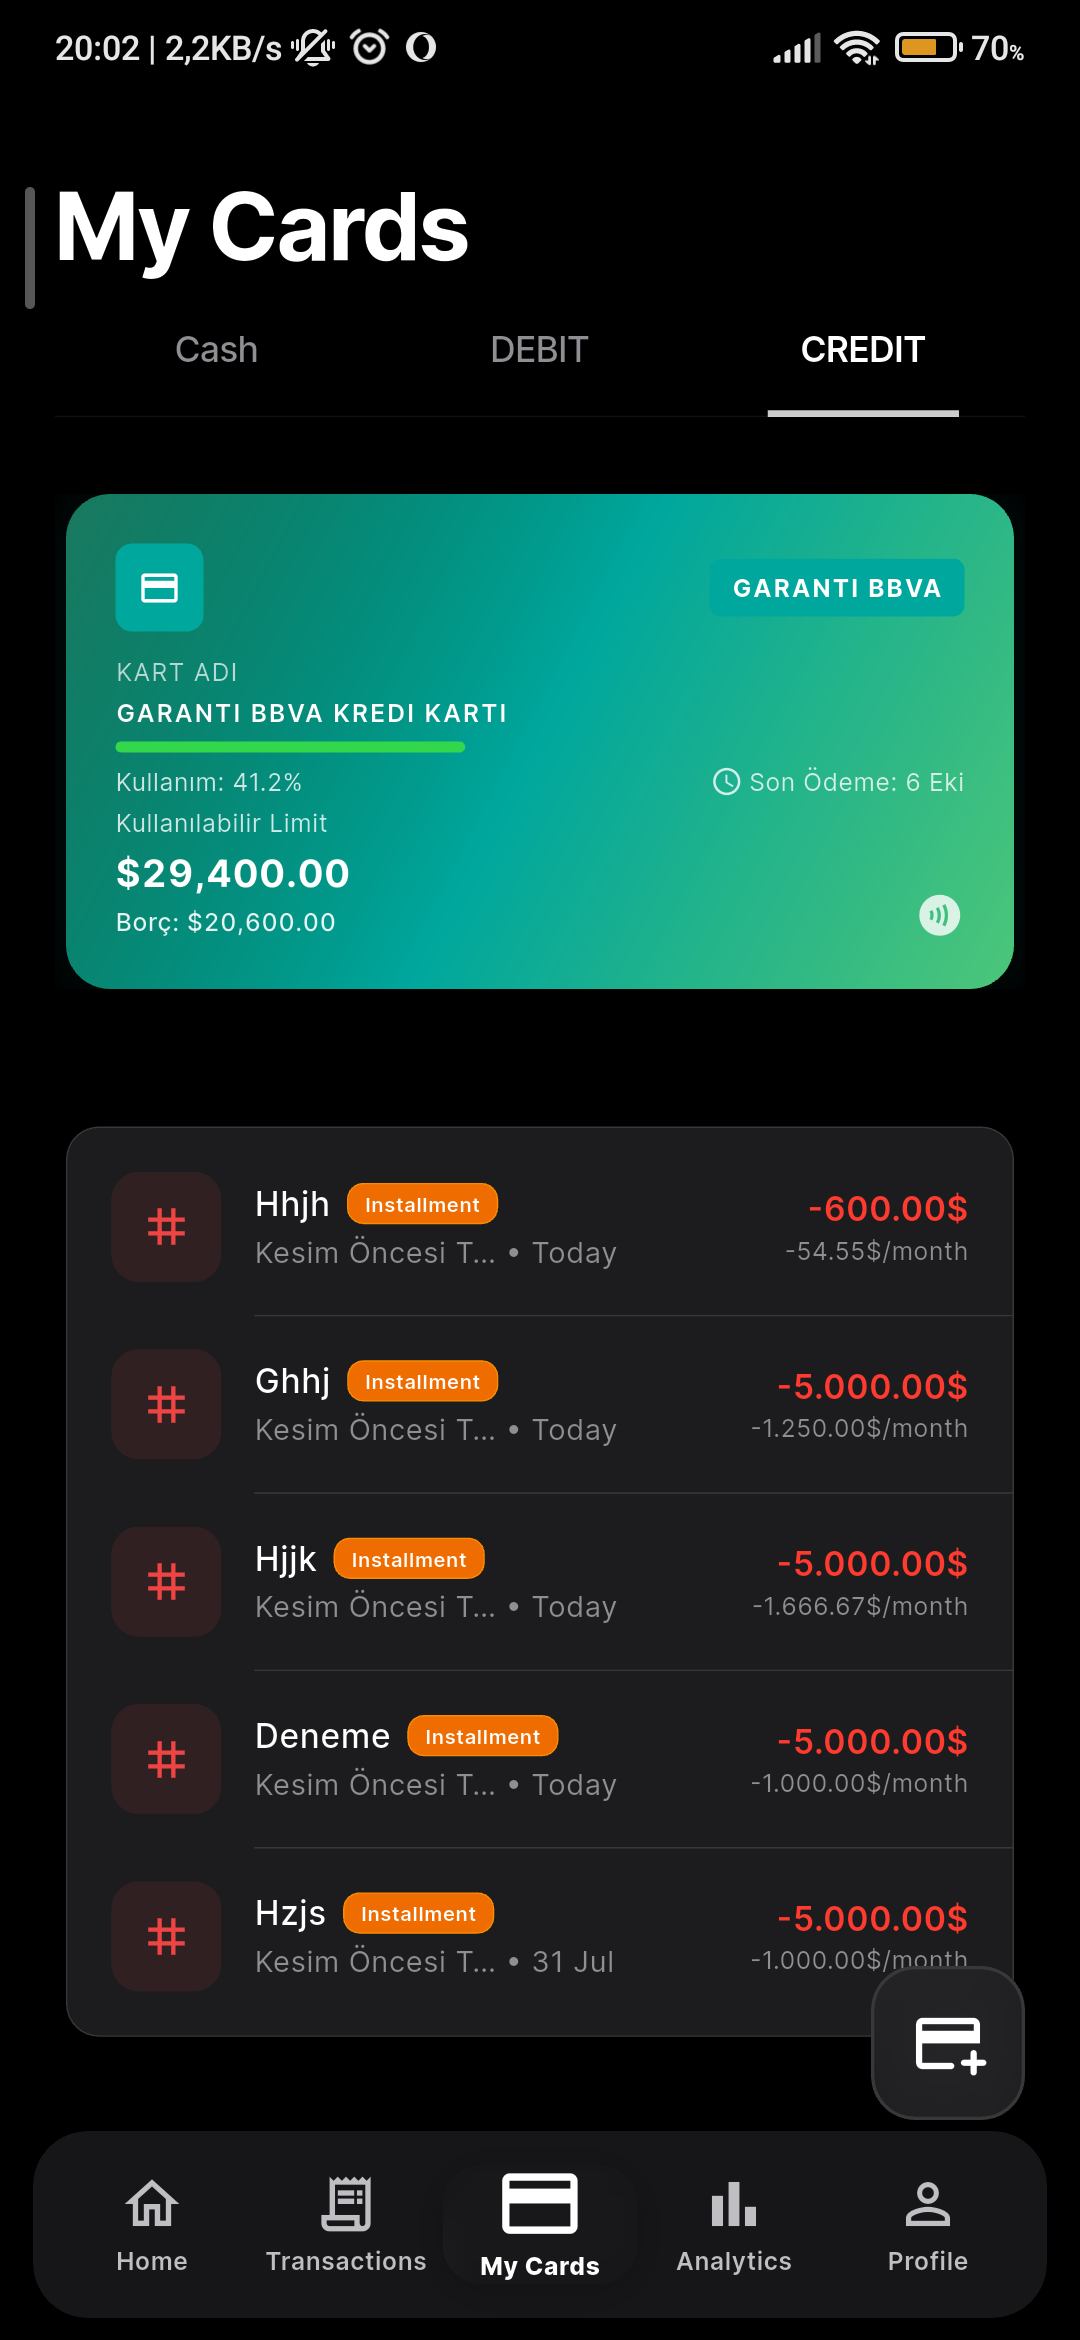 20:02 | 2,2KB/s 70%
My Cards
Cash DEBIT CREDIT
GARANTI BBVA
KART ADI
GARANTI BBVA KREDI KARTI
Kullanım: 41.2% Son Ödeme: 6 Eki
Kullanılabilir Limit
$29,400.00
Borç: $20,600.00
Hhjh Installment -600.00$
Kesim Öncesi T... • Today -54.55$/month
Ghhj Installment -5.000.00$
Kesim Öncesi T... • Today -1.250.00$/month
Hjjk Installment -5.000.00$
Kesim Öncesi T... • Today -1.666.67$/month
Deneme Installment -5.000.00$
Kesim Öncesi T... • Today -1.000.00$/month
Hzjs Installment -5.000.00$
Kesim Öncesi T... • 31 Jul -1.000.00$/month
Home Transactions My Cards Analytics Profile